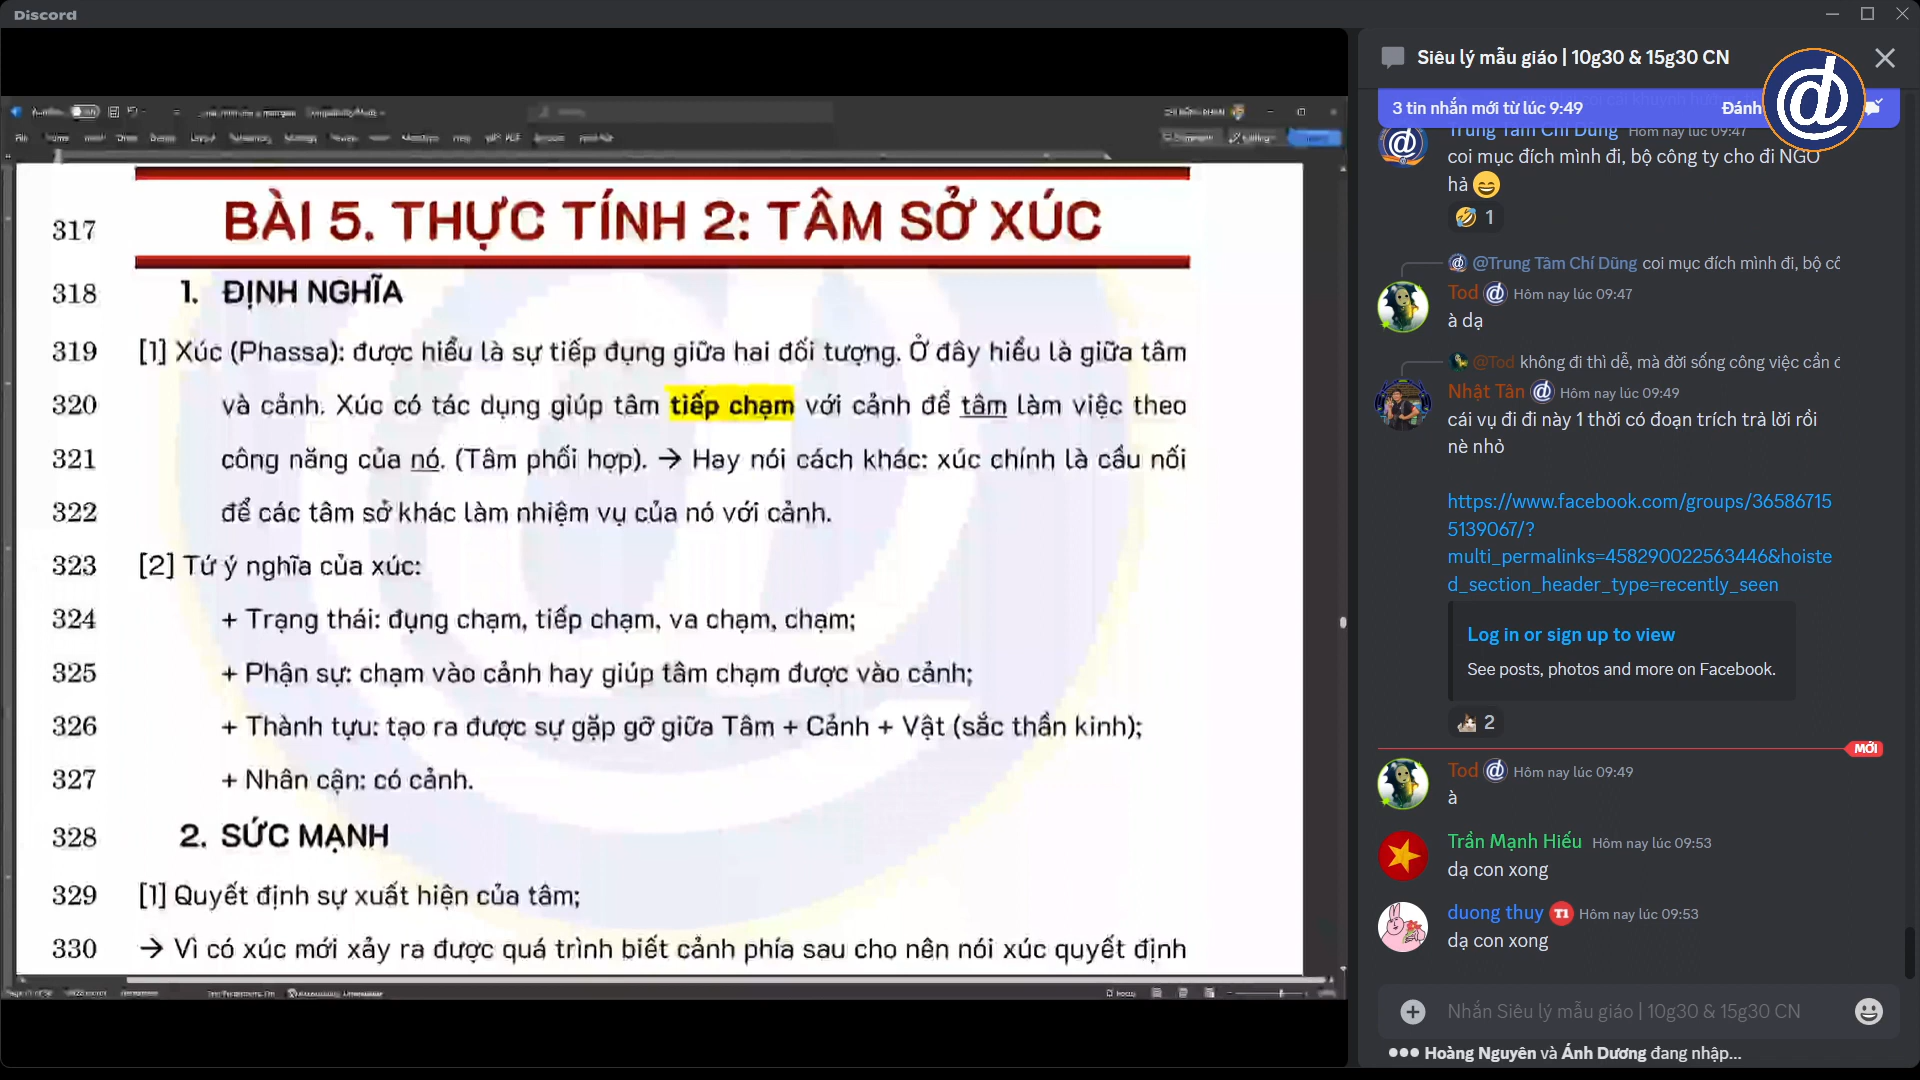 Discord
BÀI 5. THỰC TÍNH 2: TÂM SỞ XÚC
317
318 1. ĐỊNH NGHĨA
319 [1] Xúc (Phassa): được hiểu là sự tiếp đụng giữa hai đối tượng. Ở đây hiểu là giữa tâm
320 và cảnh. Xúc có tác dụng giúp tâm tiếp chạm với cảnh để tâm làm việc theo
321 công năng của nó. (Tâm phối hợp). → Hay nói cách khác: xúc chính là cầu nối
322 để các tâm sở khác làm nhiệm vụ của nó với cảnh.
323 [2] Tứ ý nghĩa của xúc:
324 + Trạng thái: đụng chạm, tiếp chạm, va chạm, chạm;
325 + Phận sự: chạm vào cảnh hay giúp tâm chạm được vào cảnh;
326 + Thành tựu: tạo ra được sự gặp gỡ giữa Tâm + Cảnh + Vật (sắc thần kinh);
327 + Nhân cận: có cảnh.
328 2. SỨC MẠNH
329 [1] Quyết định sự xuất hiện của tâm;
330 → Vì có xúc mới xảy ra được quá trình biết cảnh phía sau cho nên nói xúc quyết định
Siêu lý mẫu giáo | 10g30 & 15g30 CN
3 tin nhắn mới từ lúc 9:49 Đánh
Trung Tâm Chí Dũng Hôm nay lúc 09:47
coi mục đích mình đi, bộ công ty cho đi NGO
hả
1
@Trung Tâm Chí Dũng coi mục đích mình đi, bộ cô
Tod Hôm nay lúc 09:47
à dạ
@Tod không đi thì dễ, mà đời sống công việc cần
Nhật Tân Hôm nay lúc 09:49
cái vụ đi đi này 1 thời có đoạn trích trả lời rồi
nè nhỏ
https://www.facebook.com/groups/36586715
5139067/?
multi_permalinks=458290022563446&hoiste
d_section_header_type=recently_seen
Log in or sign up to view
See posts, photos and more on Facebook.
2
MỚI
Tod Hôm nay lúc 09:49
à
Trần Mạnh Hiếu Hôm nay lúc 09:53
dạ con xong
duong thuy T1 Hôm nay lúc 09:53
dạ con xong
Nhắn Siêu lý mẫu giáo | 10g30 & 15g30 CN
Hoàng Nguyên và Ánh Dương đang nhập...